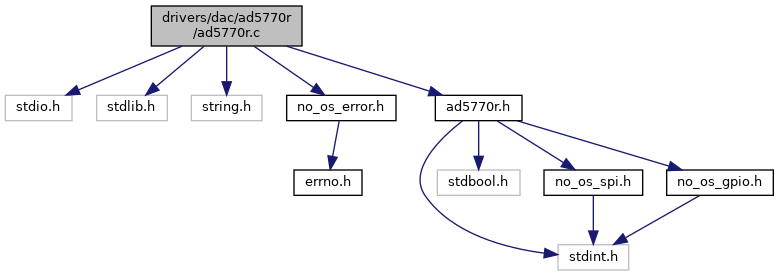 drivers/dac/ad5770r
/ad5770r.c
stdio.h
stdlib.h
string.h
no_os_error.h
ad5770r.h
errno.h
stdbool.h
no_os_spi.h
no_os_gpio.h
stdint.h